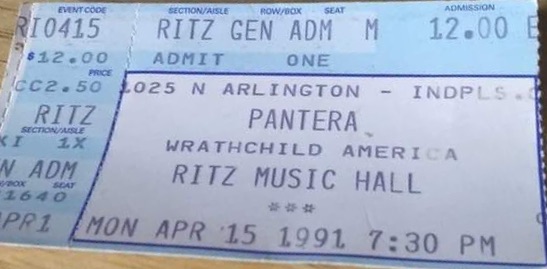 EVENT CODE SECTION/AISLE ROW/BOX SEAT ADMISSION
RI0415 RITZ GEN ADM M 12.00
$12.00 ADMIT ONE
PRICE
CC2.50 1025 N ARLINGTON - INDPLS.
RITZ PANTERA
SECTION/AISLE
1X WRATHCHILD AMERICA
N ADM RITZ MUSIC HALL
SEAT
1640 ***
APR1 MON APR 15 1991 7:30 PM